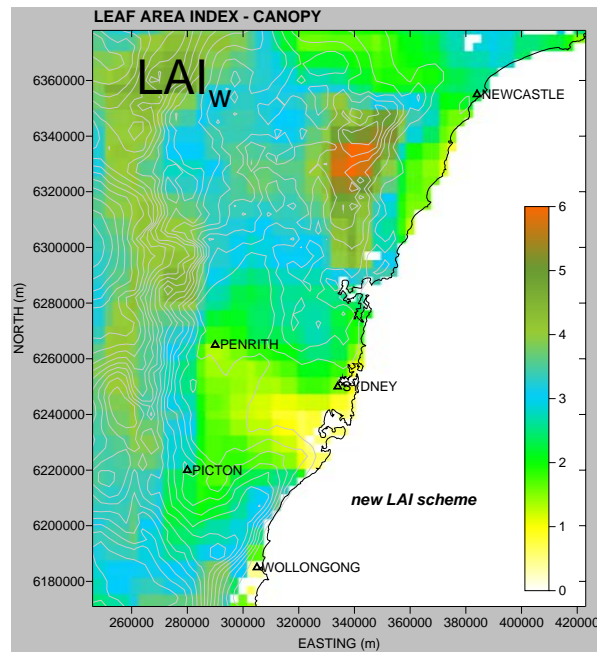 LEAF AREA INDEX - CANOPY
LAIW
6360000
6340000
6320000
6300000
6280000
6260000
6240000
6220000
6200000
6180000
NORTH (m)
NEWCASTLE
PENRITH
SYDNEY
PICTON
WOLLONGONG
new LAI scheme
6
5
4
3
2
1
0
260000 280000 300000 320000 340000 360000 380000 400000 420000
EASTING (m)